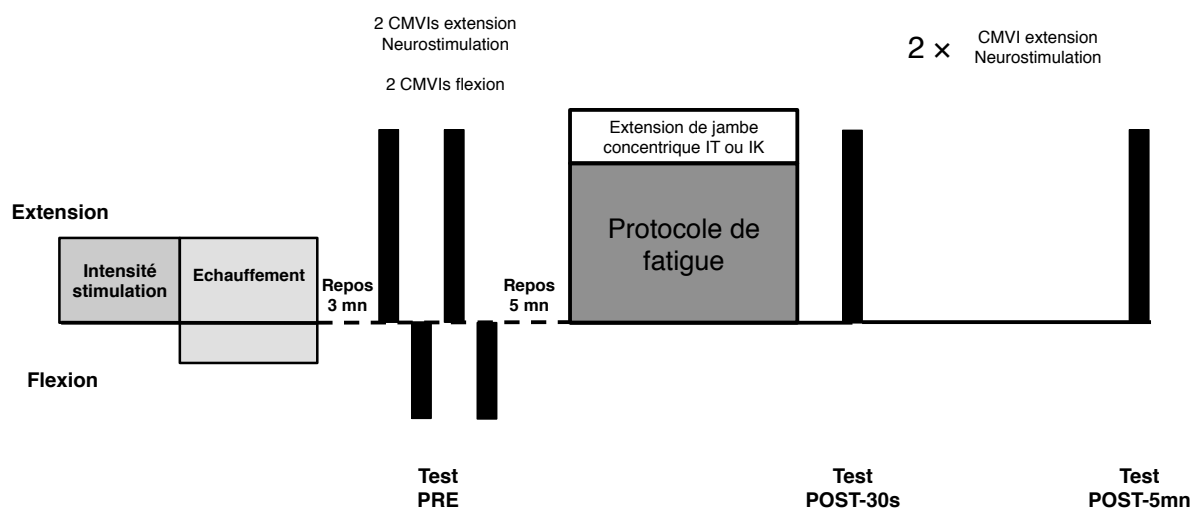 2 CMVIs extension
Neurostimulation
2 CMVIs flexion
2 ×
CMVI extension
Neurostimulation
Extension de jambe
concentrique IT ou IK
Extension
Intensité
stimulation
Echauffement
Repos
3 mn
Repos
5 mn
Protocole de
fatigue
Flexion
Test
PRE
Test
POST-30s
Test
POST-5mn